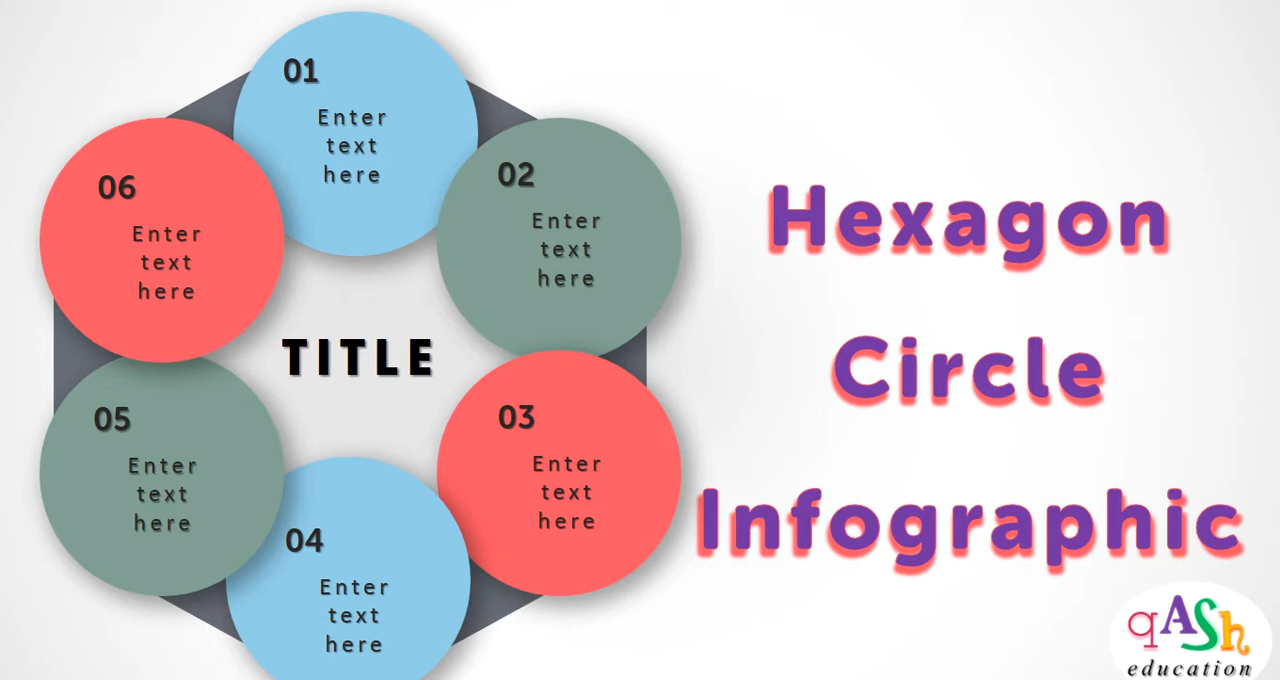 01
Enter
text
here
02
Enter
text
here
03
Enter
text
here
04
Enter
text
here
05
Enter
text
here
06
Enter
text
here
TITLE
Hexagon
Circle
Infographic
qASh
education